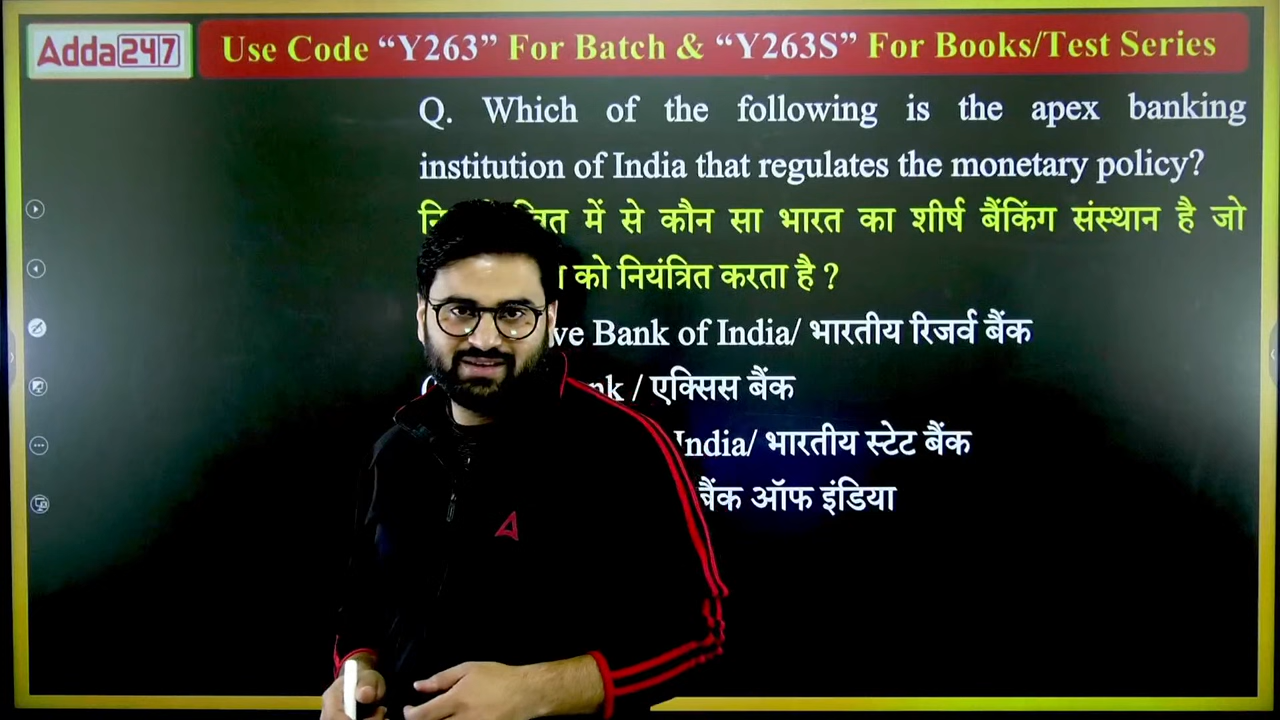 Adda247
Use Code “Y263” For Batch & “Y263S” For Books/Test Series
Q. Which of the following is the apex banking
institution of India that regulates the monetary policy?
में से कौन सा भारत का शीर्ष बैंकिंग संस्थान है जो
को नियंत्रित करता है ?
Bank of India/ भारतीय रिजर्व बैंक
/ एक्सिस बैंक
India/ भारतीय स्टेट बैंक
बैंक ऑफ इंडिया